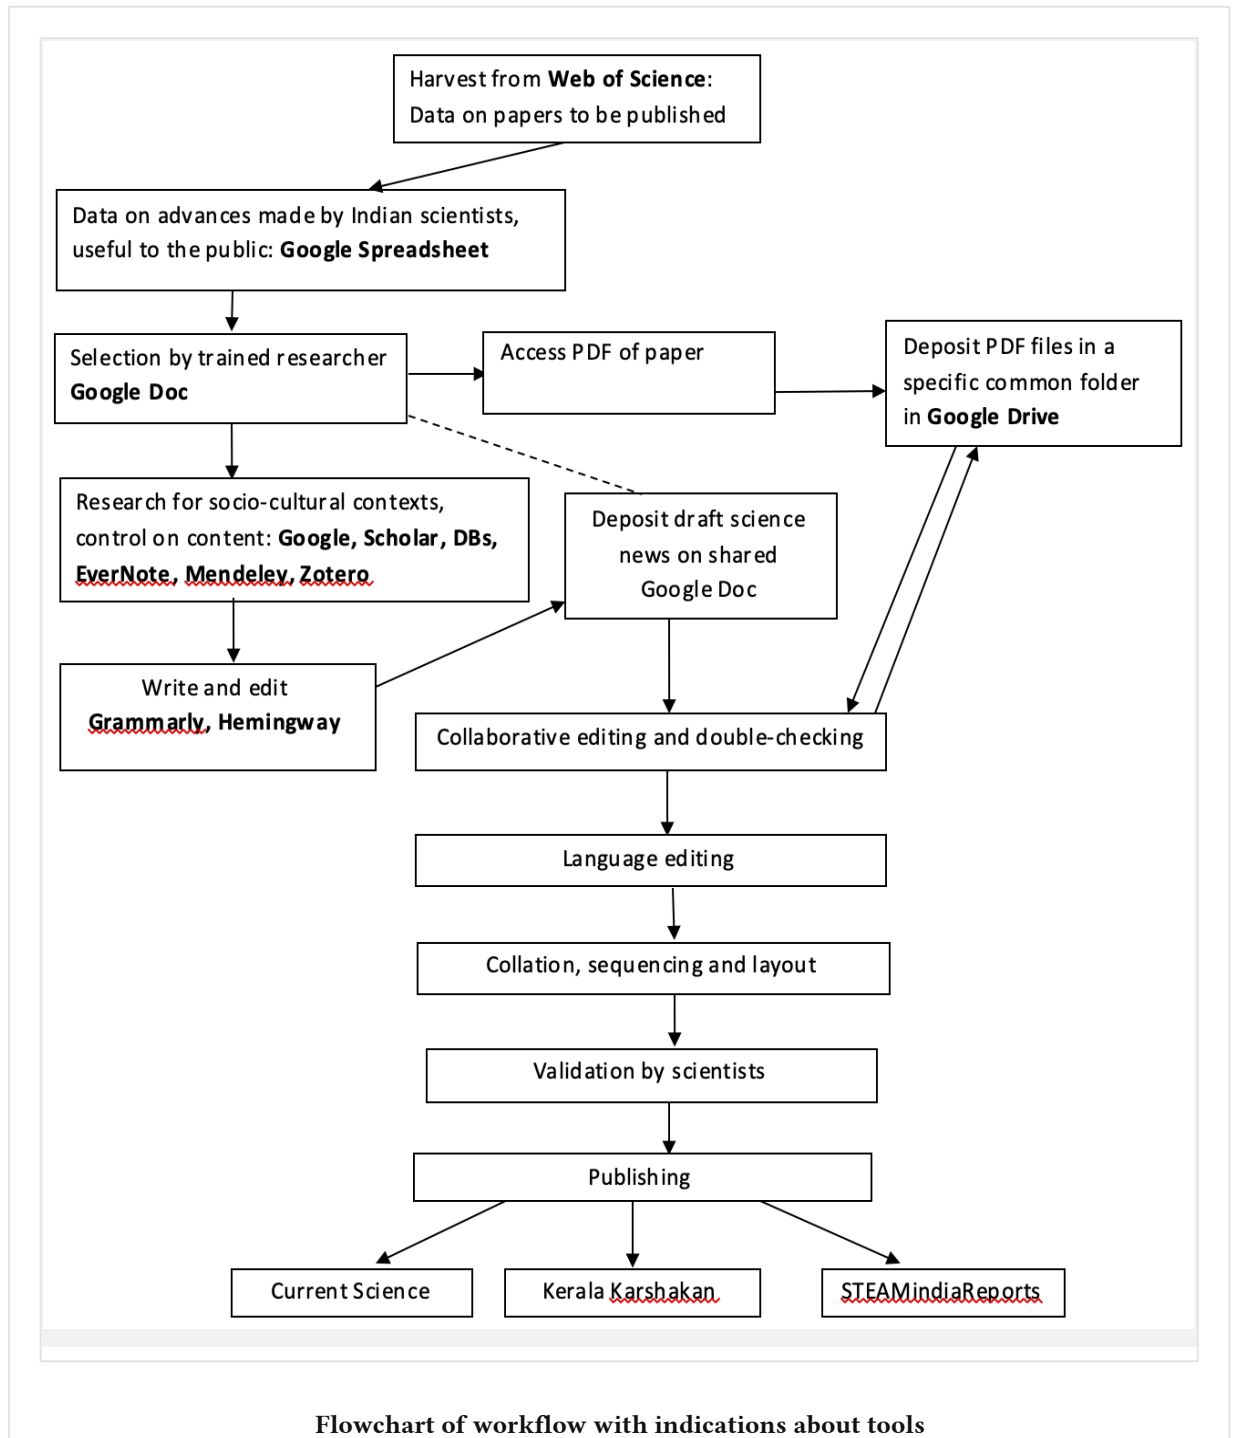 Harvest from Web of Science:
Data on papers to be published
Data on advances made by Indian scientists,
useful to the public: Google Spreadsheet
Selection by trained researcher
Google Doc
Access PDF of paper
Deposit PDF files in a
specific common folder
in Google Drive
Research for socio-cultural contexts,
control on content: Google, Scholar, DBs,
EverNote, Mendeley, Zotero
Deposit draft science
news on shared
Google Doc
Write and edit
Grammarly, Hemingway
Collaborative editing and double-checking
Language editing
Collation, sequencing and layout
Validation by scientists
Publishing
Current Science
Kerala Karshakan
STEAMindiaReports
Flowchart of workflow with indications about tools